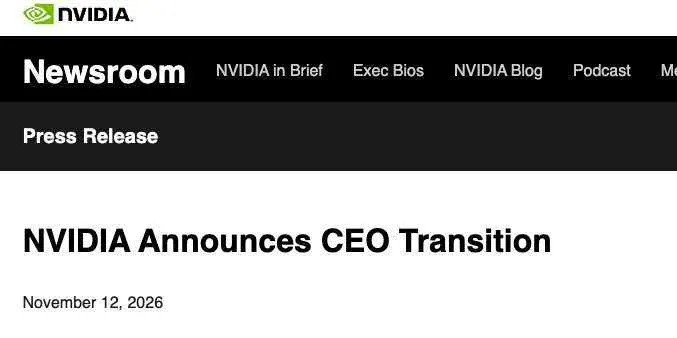 NVIDIA.
Newsroom NVIDIA in Brief Exec Bios NVIDIA Blog Podcast
Press Release
NVIDIA Announces CEO Transition
November 12, 2026